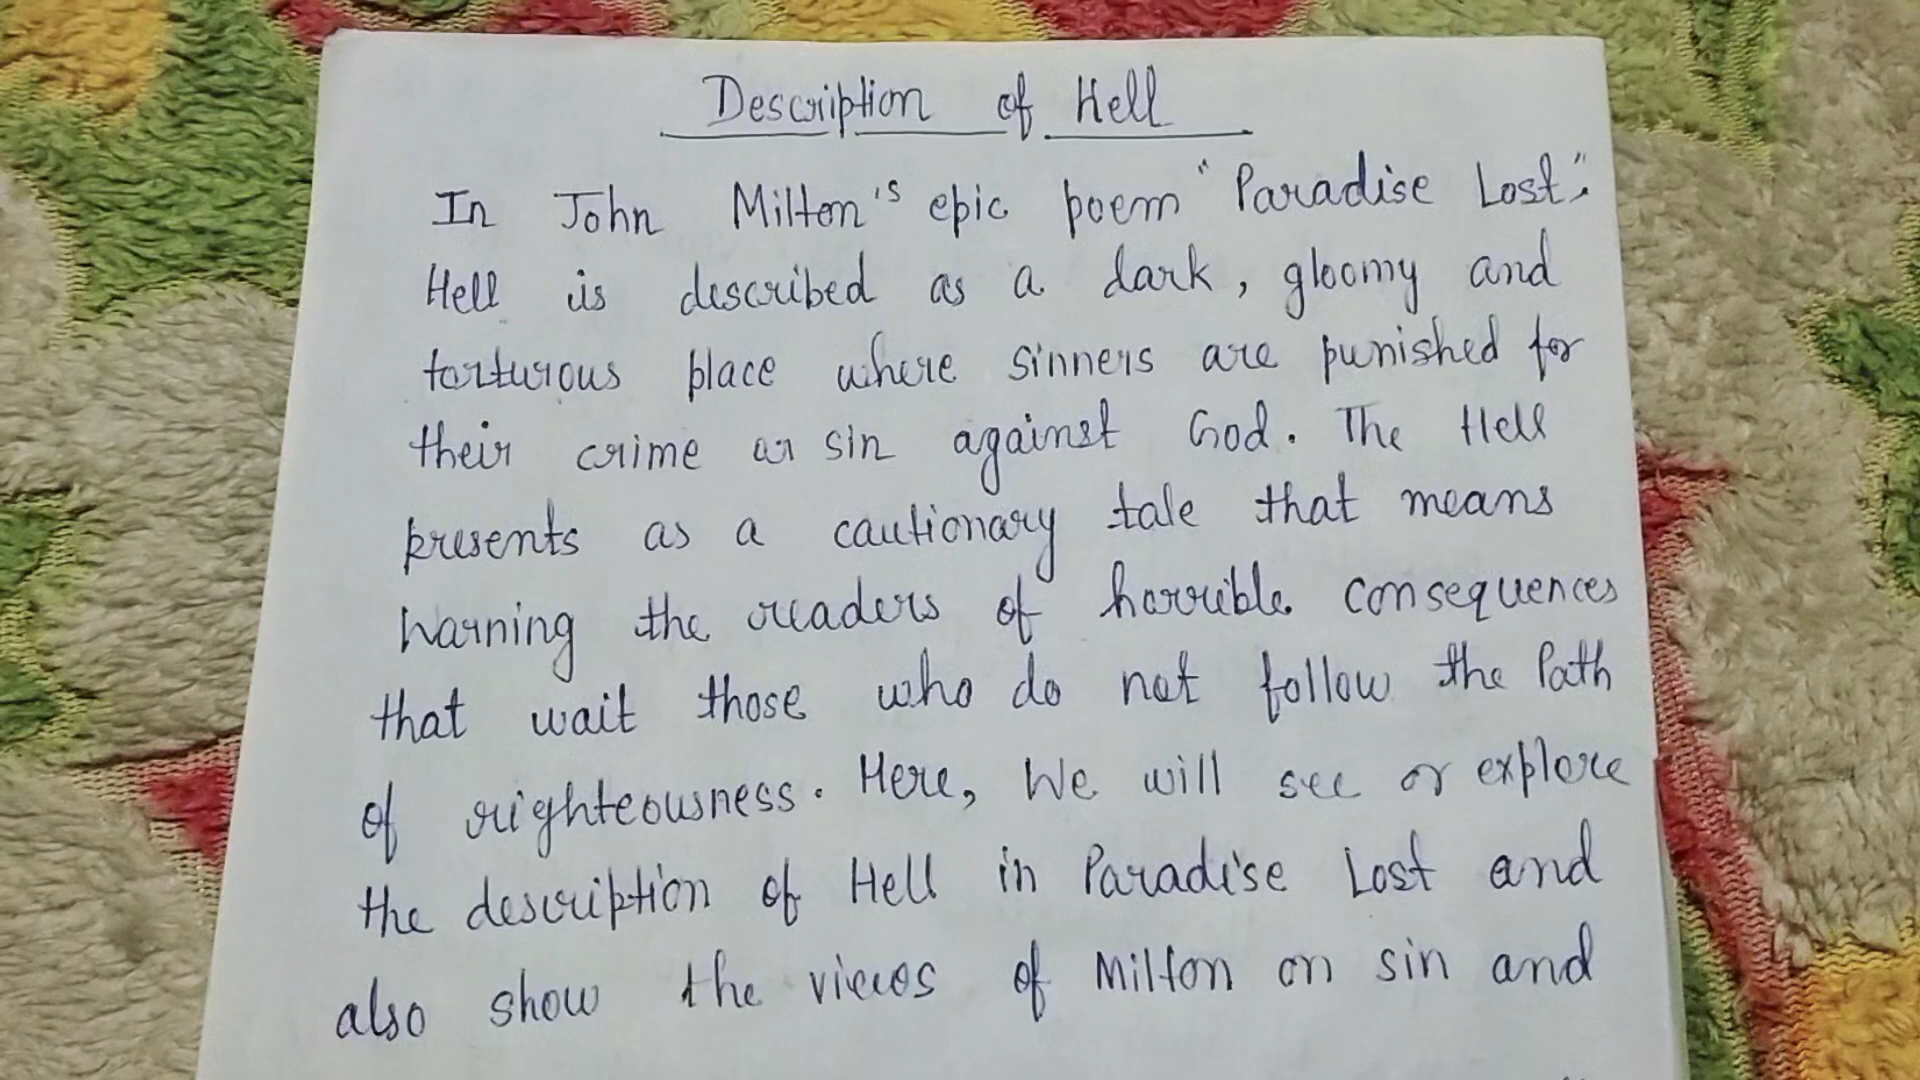 Description of Hell
In John Milton's epic poem "Paradise Lost".
Hell is described as a dark, gloomy and
torturous place where sinners are punished for
their crime or sin against God. The Hell
presents as a cautionary tale that means
Warning the readers of horrible consequences
that wait those who do not follow the Path
of righteousness. Here, We will see or explore
the description of Hell in Paradise Lost and
also show the views of Milton on sin and